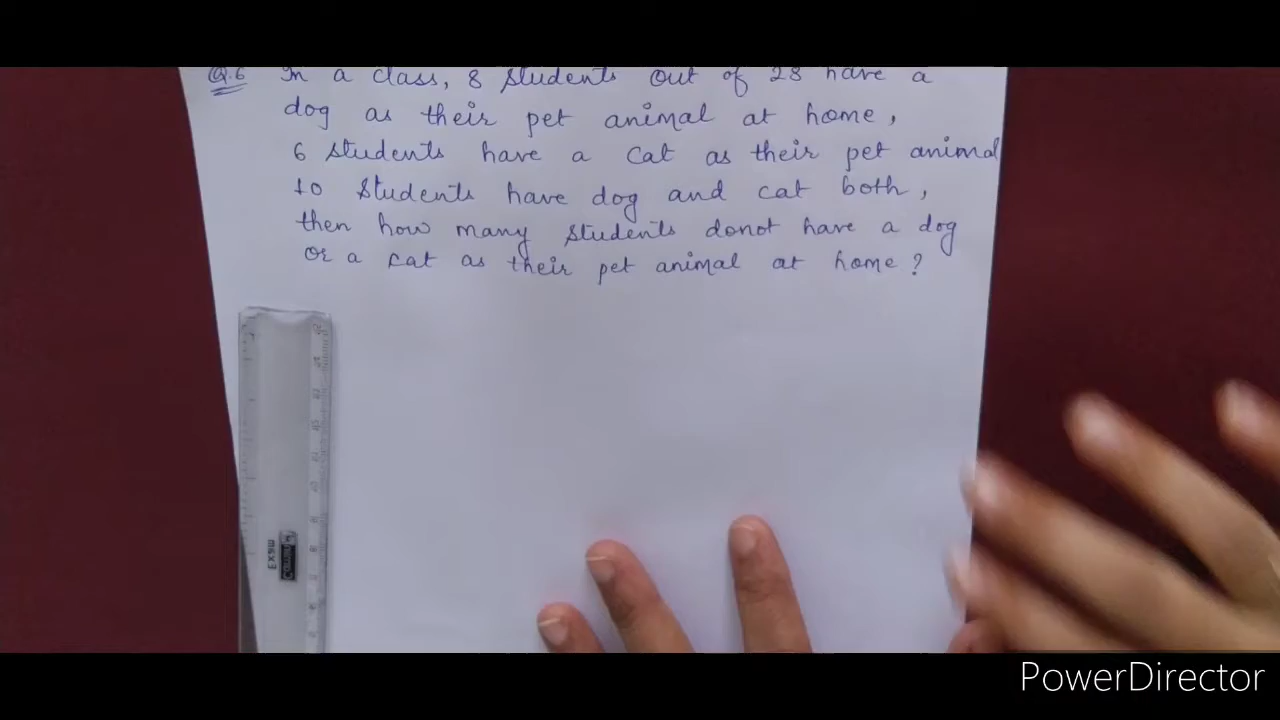 Q.6 In a class, 8 students out of 28 have a
dog as their pet animal at home,
6 students have a cat as their pet animal
10 students have dog and cat both,
then how many students donot have a dog
or a cat as their pet animal at home?
PowerDirector